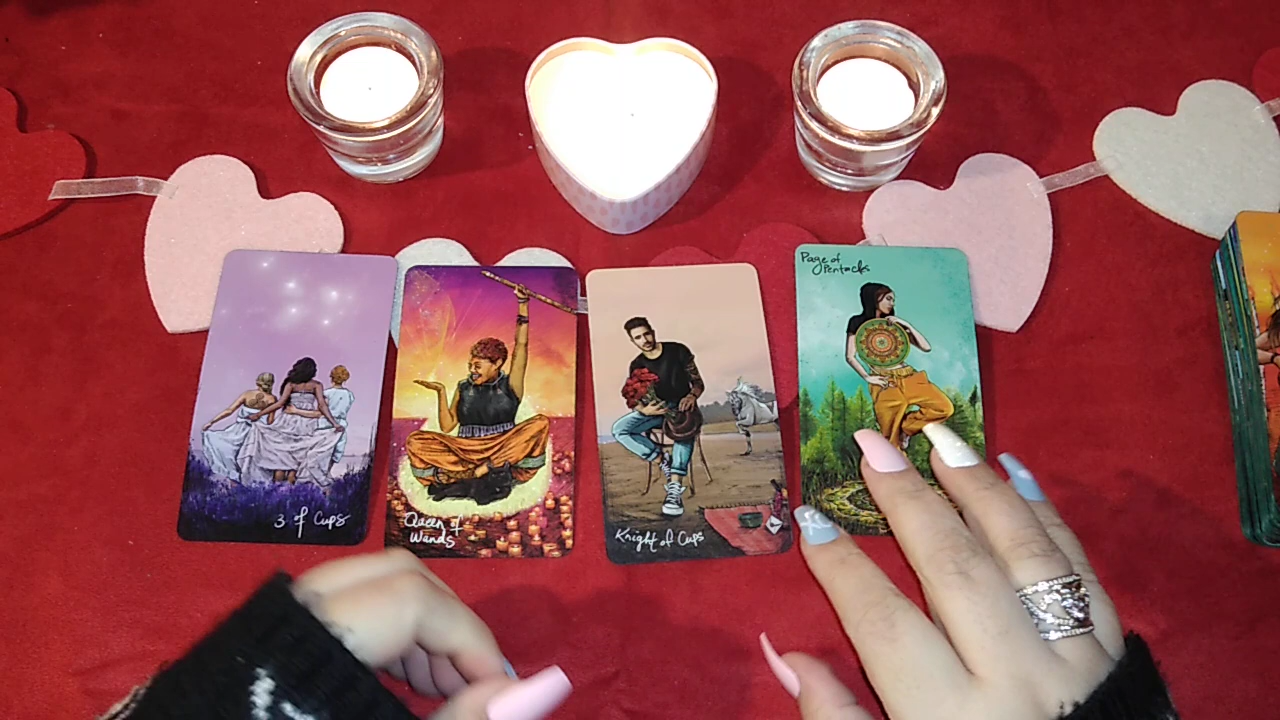 3 of Cups
Queen of
Wands
Knight of Cups
Page of
Pentacles